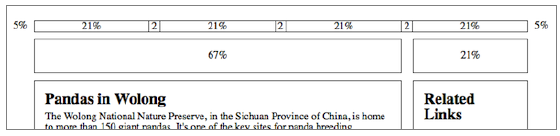 5% 21% 2 21% 2 21% 2 21% 5%
67% 21%
Pandas in Wolong
The Wolong National Nature Preserve, in the Sichuan Province of China, is home
to more than 150 giant pandas. It's one of the key sites for panda breeding
Related
Links